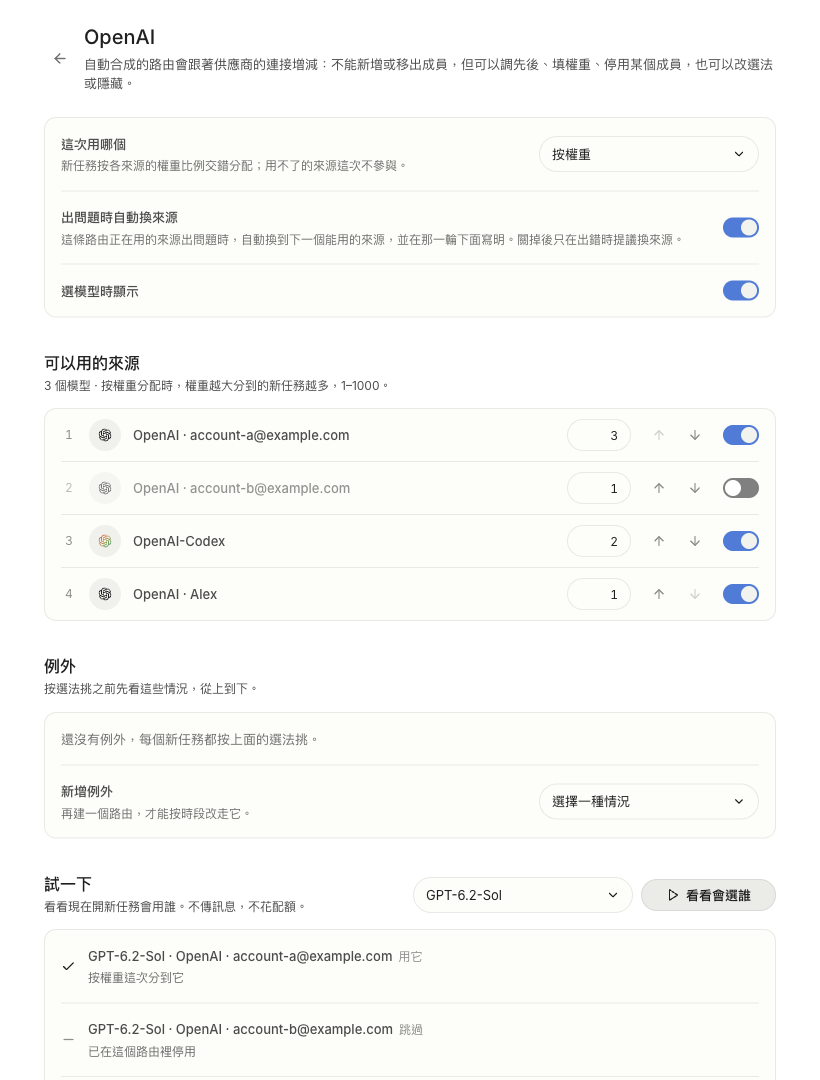 OpenAI
自動合成的路由會跟著供應商的連接增減：不能新增或移出成員，但可以調先後、填權重、停用某個成員，也可以改選法
或隱藏。
這次用哪個
新任務按各來源的權重比例交錯分配；用不了的來源這次不參與。
按權重
出問題時自動換來源
這條路由正在用的來源出問題時，自動換到下一個能用的來源，並在那一輪下面寫明。關掉後只在出錯時提議換來源。
選模型時顯示
可以用的來源
3 個模型 · 按權重分配時，權重越大分到的新任務越多，1–1000。
1 OpenAI · account-a@example.com 3
2 OpenAI · account-b@example.com 1
3 OpenAI-Codex 2
4 OpenAI · Alex 1
例外
按選法挑之前先看這些情況，從上到下。
還沒有例外，每個新任務都按上面的選法挑。
新增例外
再建一個路由，才能按時段改走它。
選擇一種情況
試一下
看看現在開新任務會用誰。不傳訊息，不花配額。
GPT-6.2-Sol
看看會選誰
GPT-6.2-Sol · OpenAI · account-a@example.com 用它
按權重這次分到它
GPT-6.2-Sol · OpenAI · account-b@example.com 跳過
已在這個路由裡停用